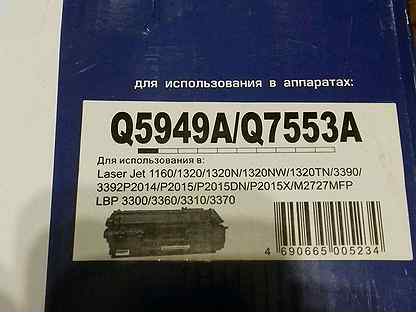 для использования в аппаратах:
Q5949A/Q7553A
Для использования в:
Laser Jet 1160/1320/1320N/1320NW/1320TN/3390/
3392P2014/P2015/P2015DN/P2015X/M2727MFP
LBP 3300/3360/3310/3370
4 690665 005234